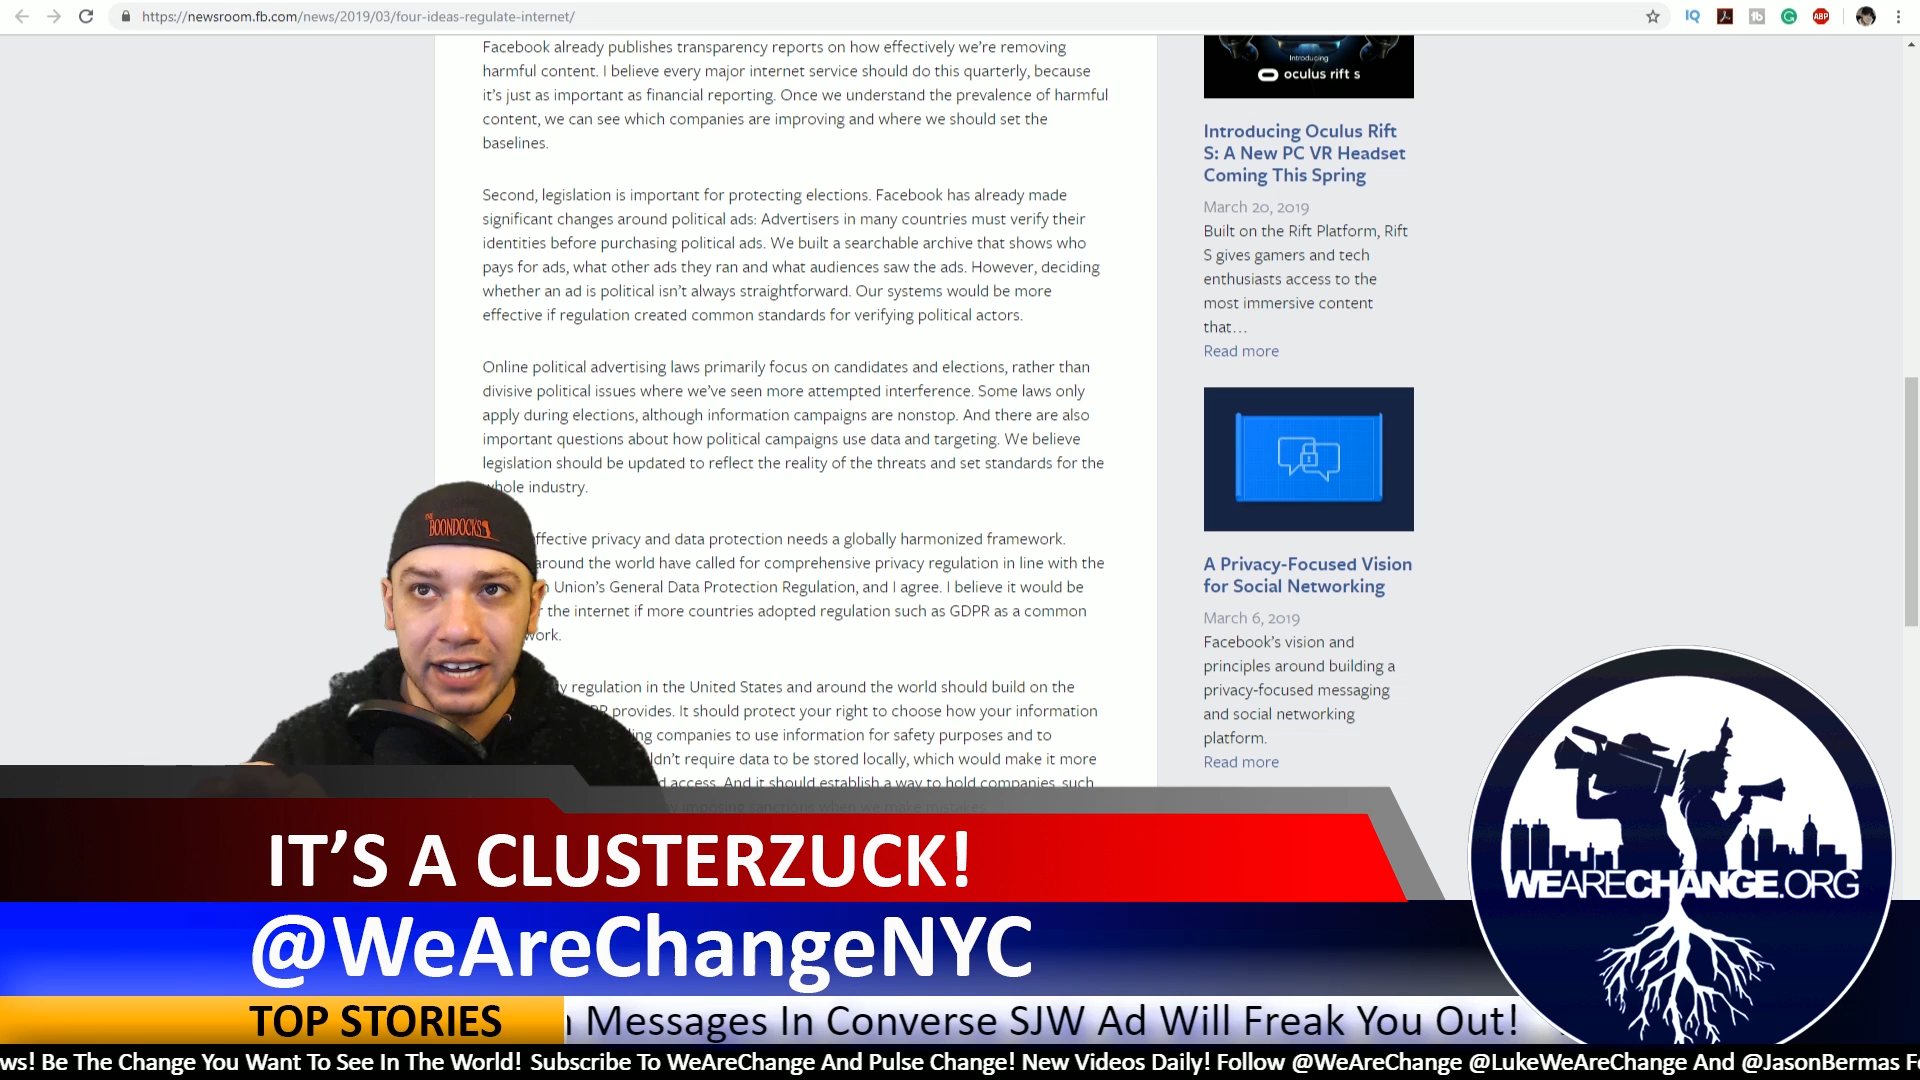 https://newsroom.fb.com/news/2019/03/four-ideas-regulate-internet/
IQ
tb
G
ABP
Facebook already publishes transparency reports on how effectively we're removing
harmful content. I believe every major internet service should do this quarterly, because
it's just as important as financial reporting. Once we understand the prevalence of harmful
content, we can see which companies are improving and where we should set the
baselines.
Second, legislation is important for protecting elections. Facebook has already made
significant changes around political ads: Advertisers in many countries must verify their
identities before purchasing political ads. We built a searchable archive that shows who
pays for ads, what other ads they ran and what audiences saw the ads. However, deciding
whether an ad is political isn't always straightforward. Our systems would be more
effective if regulation created common standards for verifying political actors.
Online political advertising laws primarily focus on candidates and elections, rather than
divisive political issues where we've seen more attempted interference. Some laws only
apply during elections, although information campaigns are nonstop. And there are also
important questions about how political campaigns use data and targeting. We believe
legislation should be updated to reflect the reality of the threats and set standards for the
whole industry.
ffective privacy and data protection needs a globally harmonized framework.
around the world have called for comprehensive privacy regulation in line with the
n Union's General Data Protection Regulation, and I agree. I believe it would be
r the internet if more countries adopted regulation such as GDPR as a common
work.
y regulation in the United States and around the world should build on the
PR provides. It should protect your right to choose how your information
ng companies to use information for safety purposes and to
ldn't require data to be stored locally, which would make it more
d access. And it should establish a way to hold companies such
y imposing sanctions when we make mistakes.
Introducing
oculus rift s
Introducing Oculus Rift
S: A New PC VR Headset
Coming This Spring
March 20, 2019
Built on the Rift Platform, Rift
S gives gamers and tech
enthusiasts access to the
most immersive content
that…
Read more
A Privacy-Focused Vision
for Social Networking
March 6, 2019
Facebook's vision and
principles around building a
privacy-focused messaging
and social networking
platform.
Read more
THE
BOONDOCKS
WEARECHANGE.ORG
IT'S A CLUSTERZUCK!
@WeAreChangeNYC
TOP STORIES
Messages In Converse SJW Ad Will Freak You Out!
ws! Be The Change You Want To See In The World! Subscribe To WeAreChange And Pulse Change! New Videos Daily! Follow @WeAreChange @LukeWeAreChange And @JasonBermas Fo